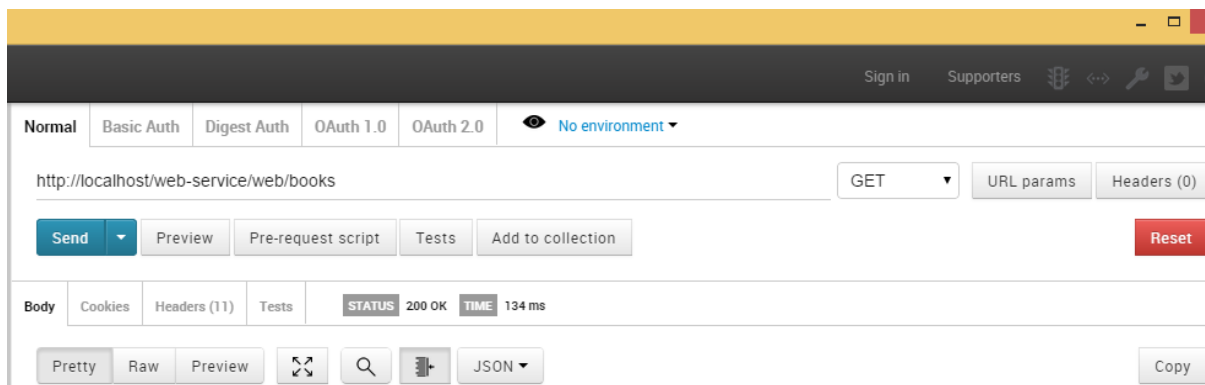 Sign in Supporters
Normal Basic Auth Digest Auth OAuth 1.0 OAuth 2.0 No environment
http://localhost/web-service/web/books GET URL params Headers (0)
Send Preview Pre-request script Tests Add to collection Reset
Body Cookies Headers (11) Tests STATUS 200 OK TIME 134 ms
Pretty Raw Preview JSON Copy